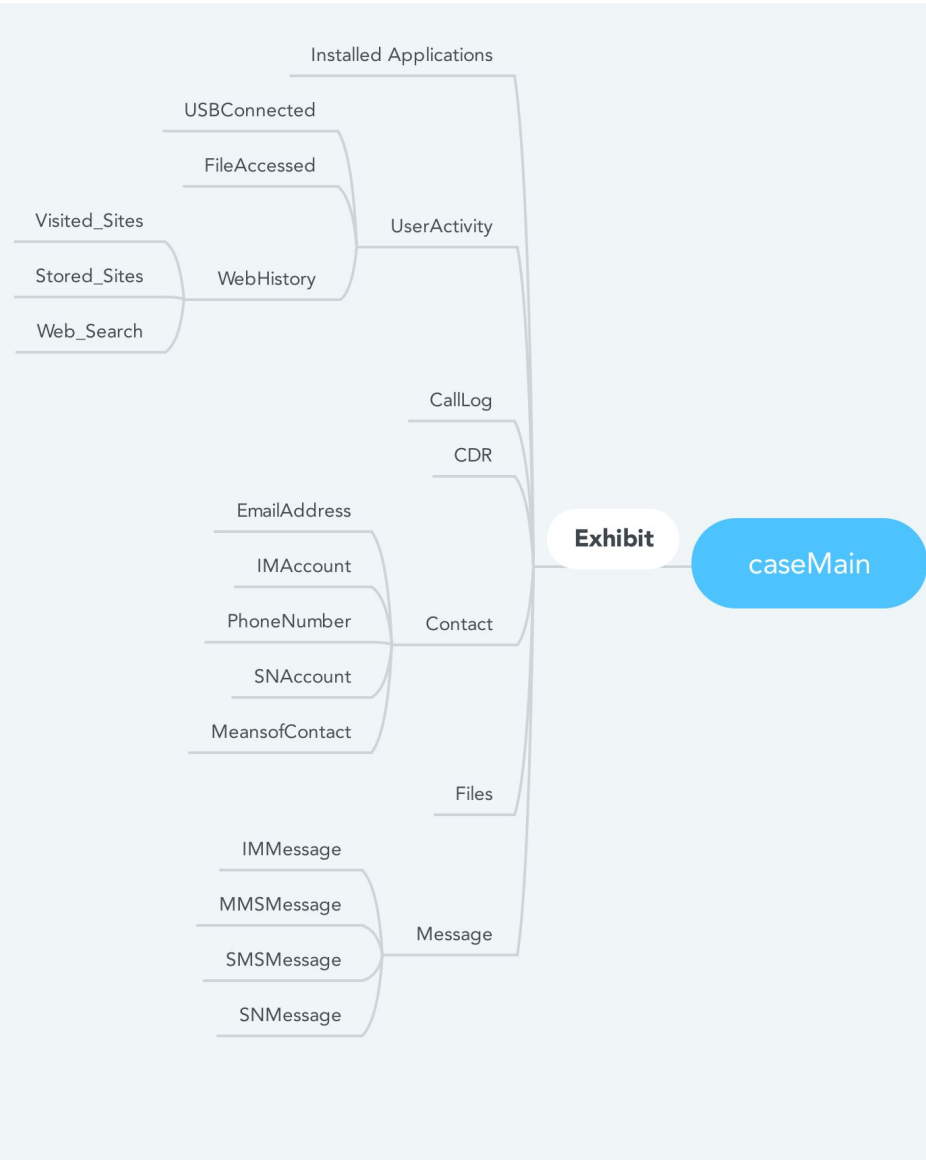 Installed Applications
USBConnected
FileAccessed
Visited_Sites
UserActivity
Stored_Sites
WebHistory
Web_Search
CallLog
CDR
EmailAddress
Exhibit
caseMain
IMAccount
PhoneNumber
Contact
SNAccount
MeansofContact
Files
IMMessage
MMSMessage
Message
SMSMessage
SNMessage